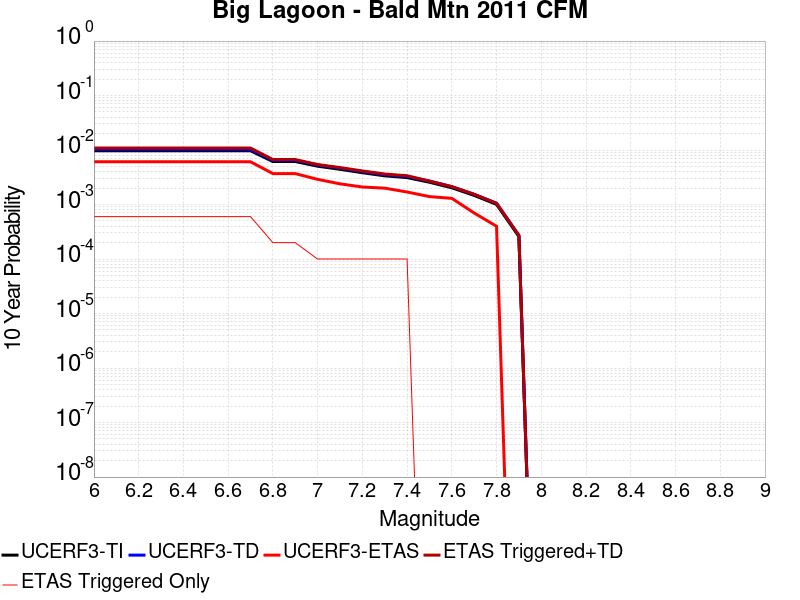 Big Lagoon - Bald Mtn 2011 CFM
10 Year Probability
10^0
10^-1
10^-2
10^-3
10^-4
10^-5
10^-6
10^-7
10^-8
6 6.2 6.4 6.6 6.8 7 7.2 7.4 7.6 7.8 8 8.2 8.4 8.6 8.8 9
Magnitude
UCERF3-TI UCERF3-TD UCERF3-ETAS ETAS Triggered+TD
ETAS Triggered Only